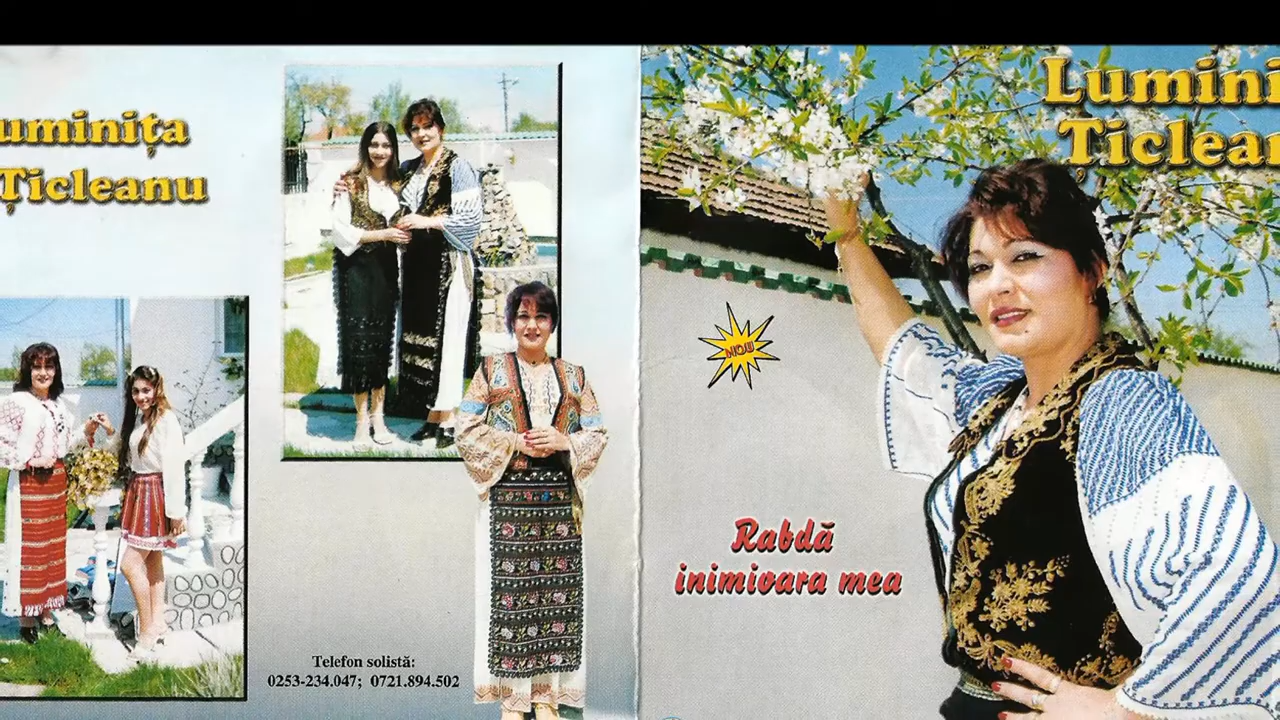 uminița
Țicleanu
Telefon solistă:
0253-234.047; 0721.894.502
Lumini
Țiclean
NOU
Rabdă
inimioara mea